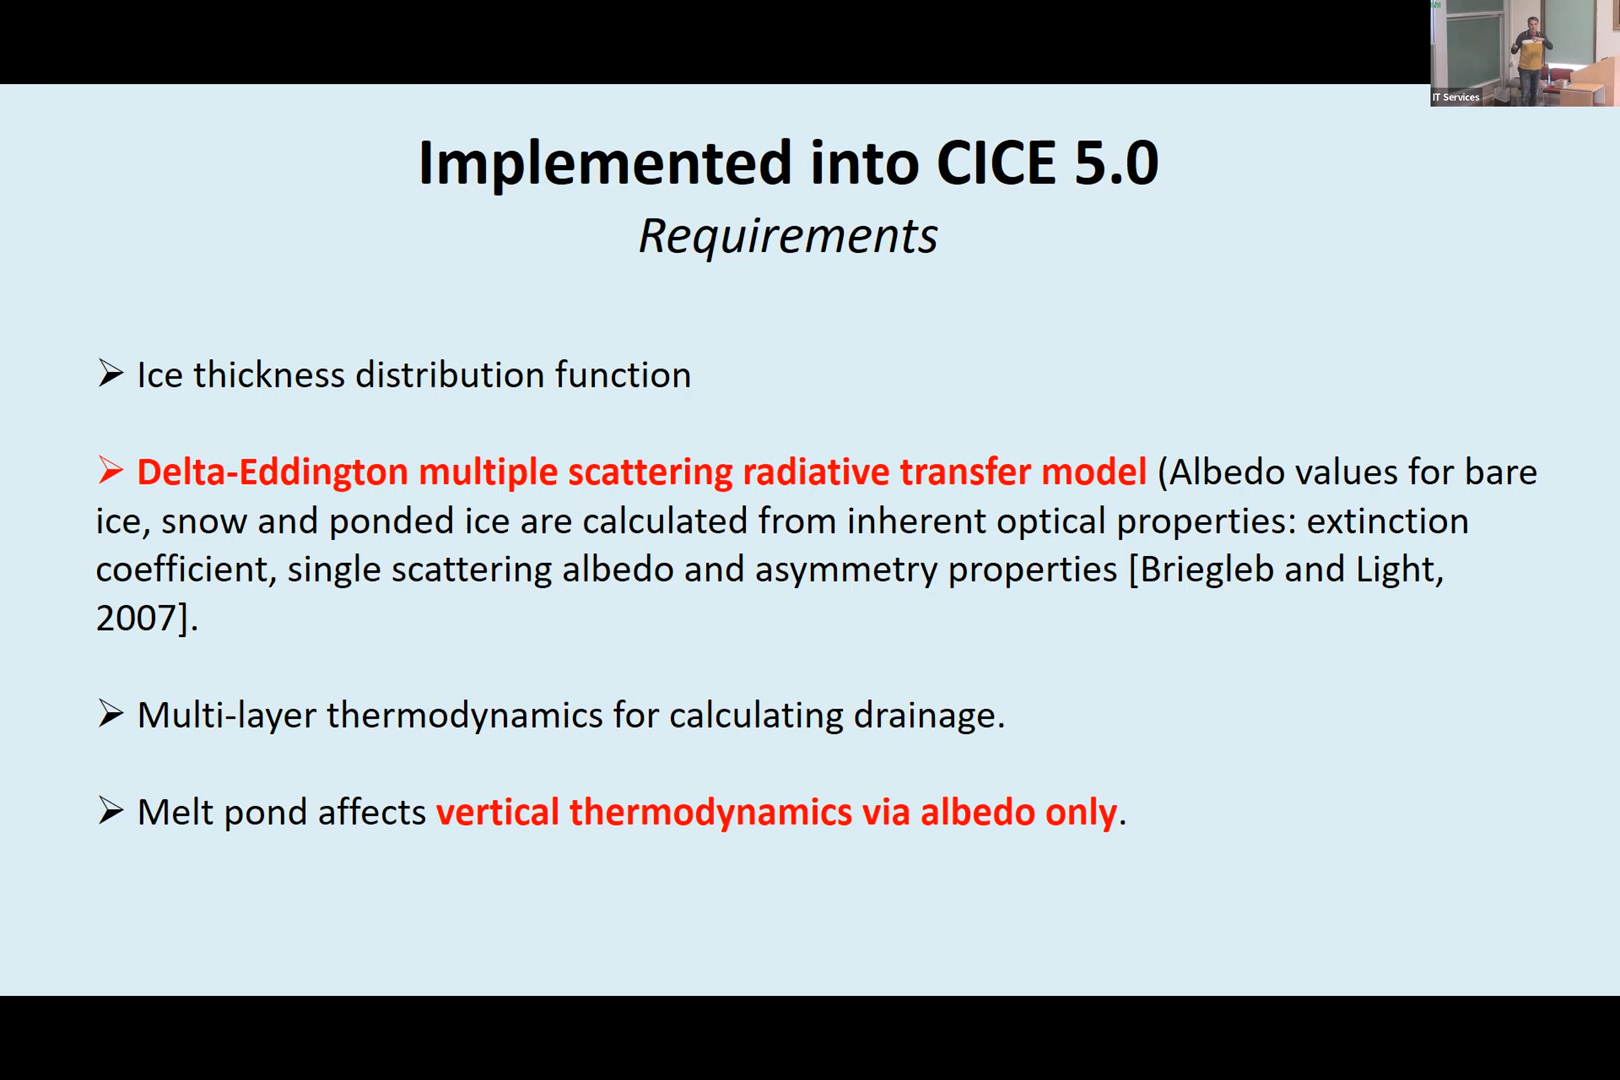 IT Services
Implemented into CICE 5.0
Requirements
➢ Ice thickness distribution function
➢ Delta-Eddington multiple scattering radiative transfer model (Albedo values for bare
ice, snow and ponded ice are calculated from inherent optical properties: extinction
coefficient, single scattering albedo and asymmetry properties [Briegleb and Light,
2007].
➢ Multi-layer thermodynamics for calculating drainage.
➢ Melt pond affects vertical thermodynamics via albedo only.